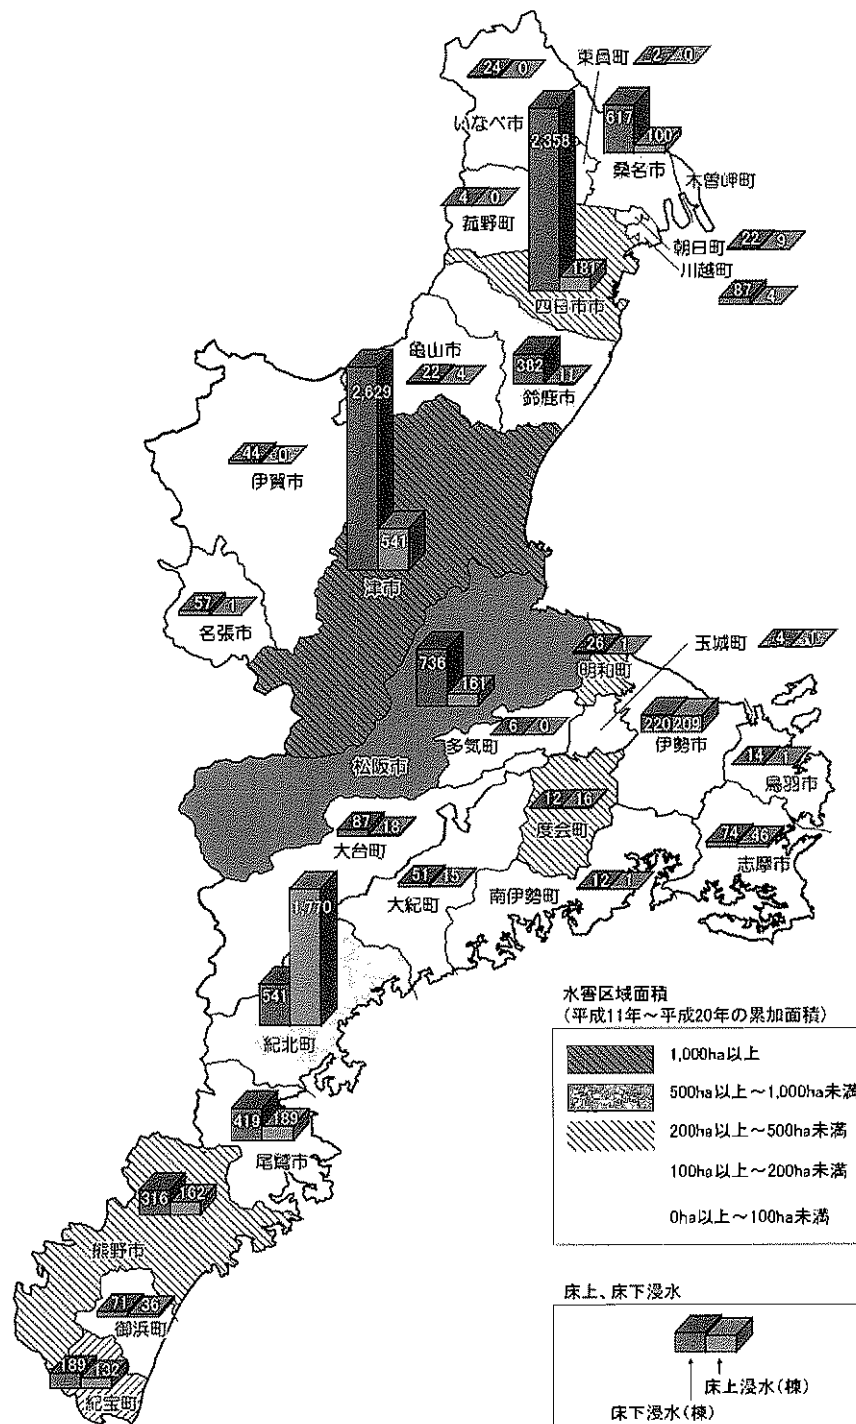 東員町 2 0
24 0
いなべ市
617 100
桑名市
2,358 181
木曽岬町
4 0
菰野町
朝日町 22 9
川越町
87 4
四日市市
亀山市
22 4
382 11
鈴鹿市
2,629 541
津市
44 0
伊賀市
57 1
名張市
玉城町 4
26 1
明和町
736 161
松阪市
6 0
多気町
220 209
伊勢市
14 1
鳥羽市
12 16
度会町
87 18
大台町
74 46
志摩市
51 15
大紀町
南伊勢町 12 1
541 1,770
紀北町
419 189
尾鷲市
316 162
熊野市
71 36
御浜町
189 132
紀宝町
水害区域面積
(平成11年~平成20年の累加面積)
1,000ha以上
500ha以上~1,000ha未満
200ha以上~500ha未満
100ha以上~200ha未満
0ha以上~100ha未満
床上、床下浸水
床上浸水(棟)
床下浸水(棟)